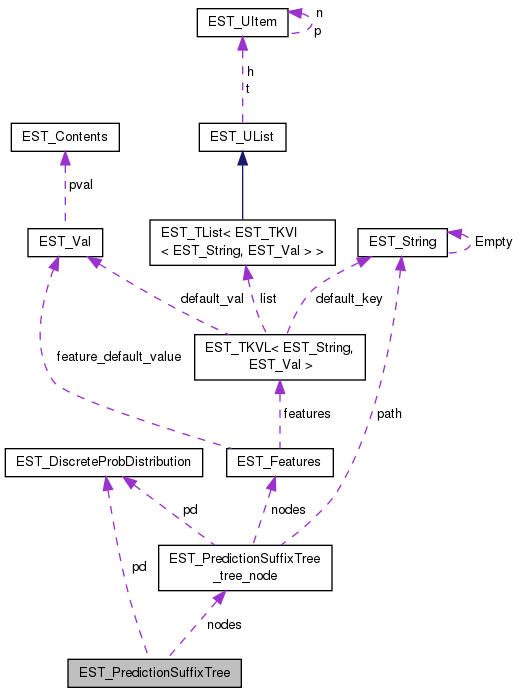 EST_UItem
n
p
h
t
EST_Contents
EST_UList
pval
EST_TList< EST_TKVI
< EST_String, EST_Val > >
EST_Val
EST_String
Empty
default_val
list
default_key
EST_TKVL< EST_String,
EST_Val >
feature_default_value
features
path
EST_DiscreteProbDistribution
EST_Features
pd
nodes
EST_PredictionSuffixTree
_tree_node
pd
nodes
EST_PredictionSuffixTree